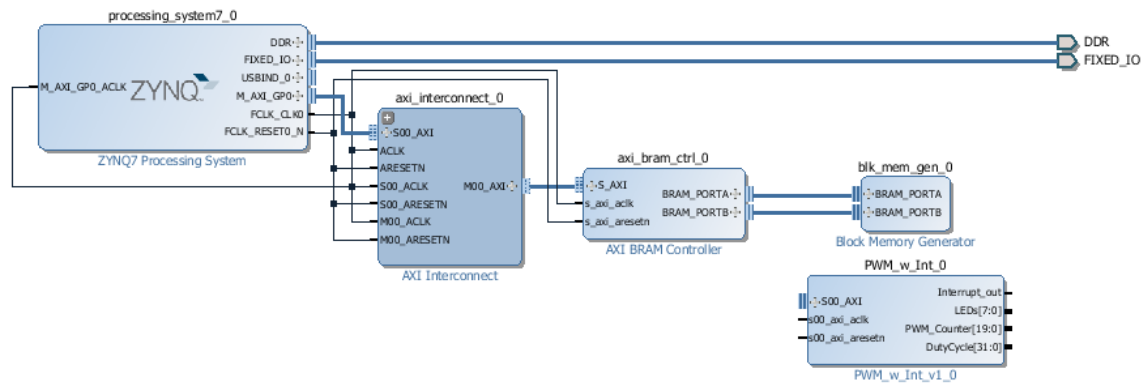 processing_system7_0
DDR
FIXED_IO
USBIND_0
M_AXI_GP0
FCLK_CLK0
FCLK_RESET0_N
M_AXI_GP0_ACLK
ZYNQ
ZYNQ7 Processing System
DDR
FIXED_IO
axi_interconnect_0
S00_AXI
ACLK
ARESETN
S00_ACLK
S00_ARESETN
M00_ACLK
M00_ARESETN
M00_AXI
AXI Interconnect
axi_bram_ctrl_0
S_AXI
s_axi_aclk
s_axi_aresetn
BRAM_PORTA
BRAM_PORTB
AXI BRAM Controller
blk_mem_gen_0
BRAM_PORTA
BRAM_PORTB
Block Memory Generator
PWM_w_Int_0
S00_AXI
s00_axi_aclk
s00_axi_aresetn
Interrupt_out
LEDs[7:0]
PWM_Counter[19:0]
DutyCycle[31:0]
PWM_w_Int_v1_0